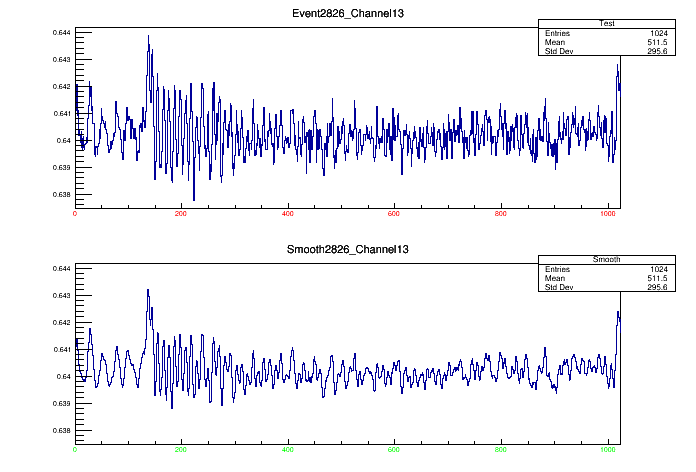 Event2826_Channel13
Test
Entries 1024
Mean 511.5
Std Dev 295.6
0.644
0.643
0.642
0.641
0.64
0.639
0.638
0 200 400 600 800 1000
Smooth2826_Channel13
Smooth
Entries 1024
Mean 511.5
Std Dev 295.6
0.644
0.643
0.642
0.641
0.64
0.639
0.638
0 200 400 600 800 1000